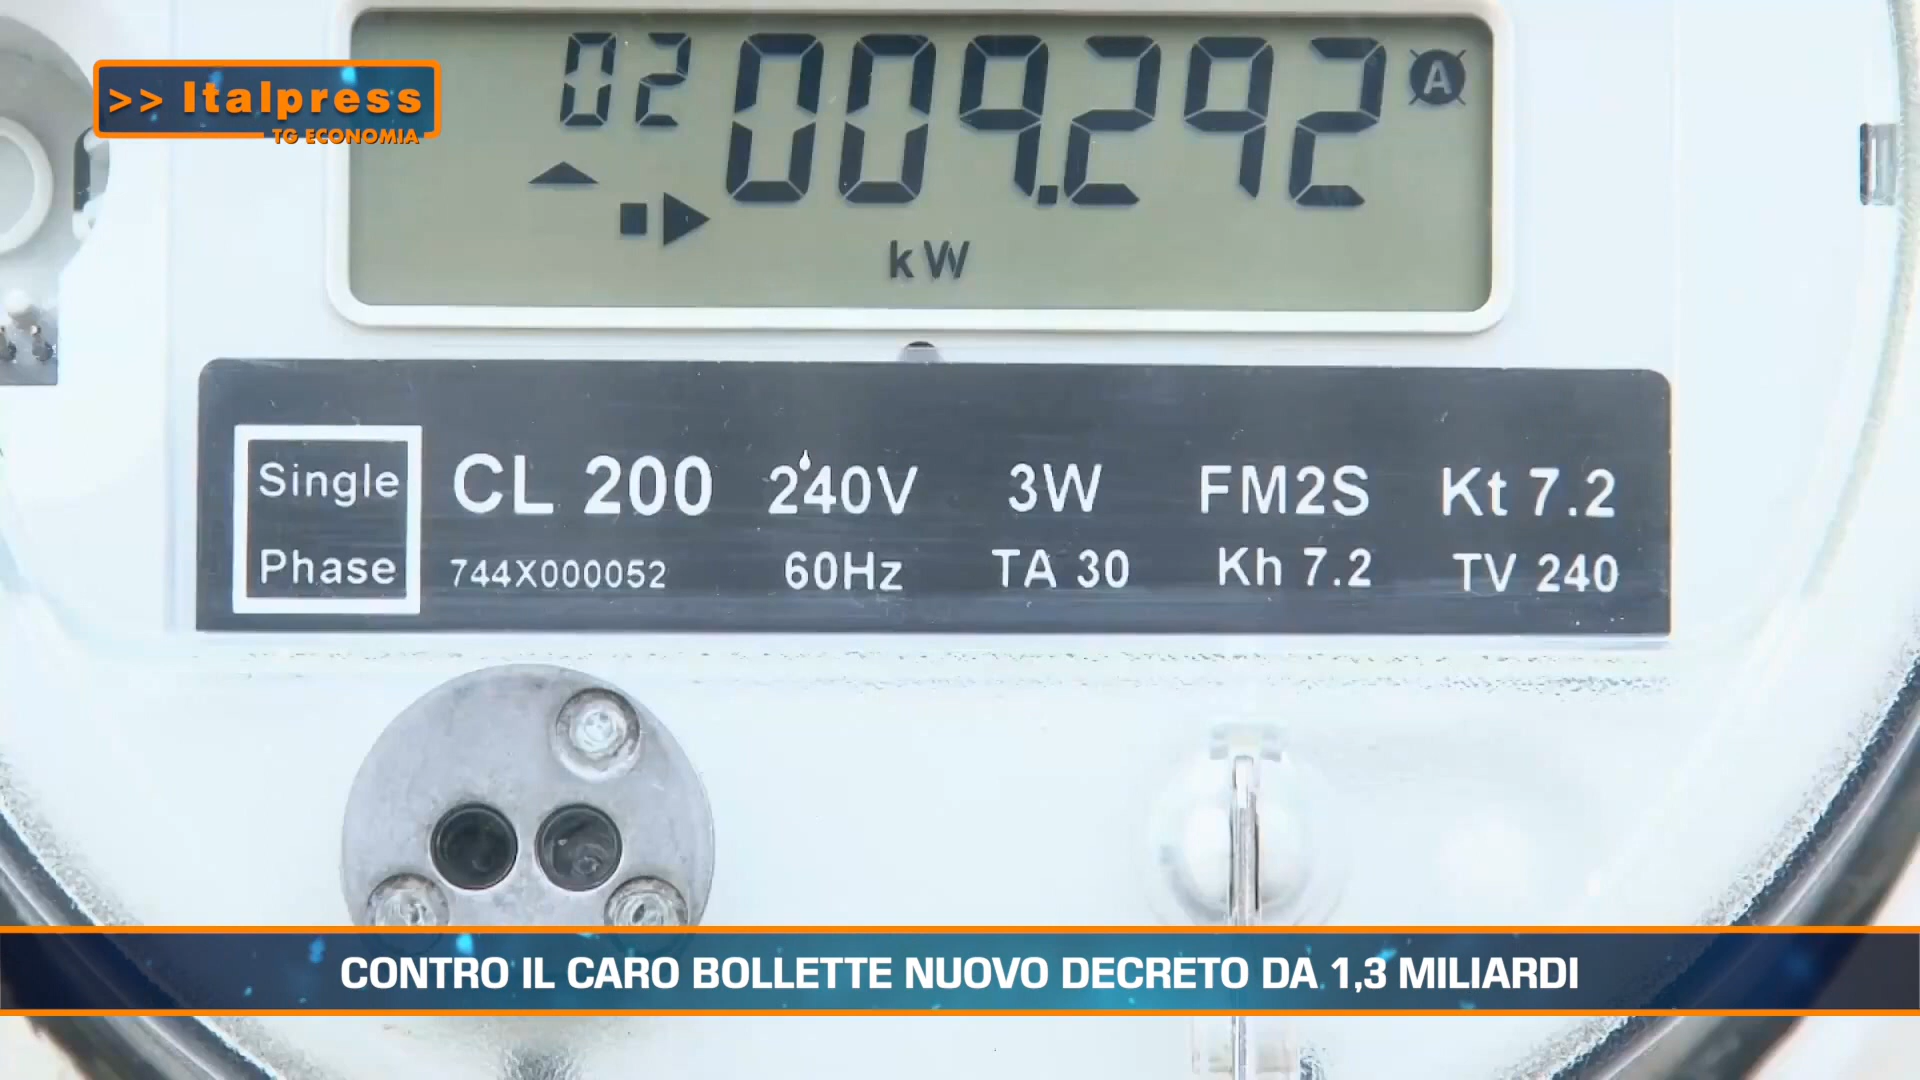 >> Italpress
TG ECONOMIA
02 009.292
A
kW
Single
Phase
CL 200 240V 3W FM2S Kt 7.2
744X000052 60Hz TA 30 Kh 7.2 TV 240
CONTRO IL CARO BOLLETTE NUOVO DECRETO DA 1,3 MILIARDI